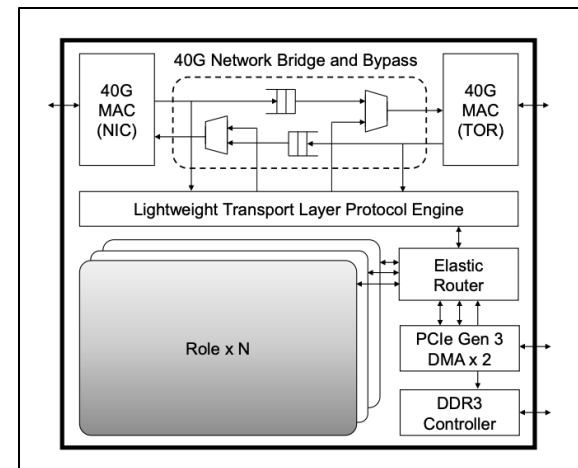 40G Network Bridge and Bypass
40G
MAC
(NIC)
40G
MAC
(TOR)
Lightweight Transport Layer Protocol Engine
Role x N
Elastic
Router
PCIe Gen 3
DMA x 2
DDR3
Controller